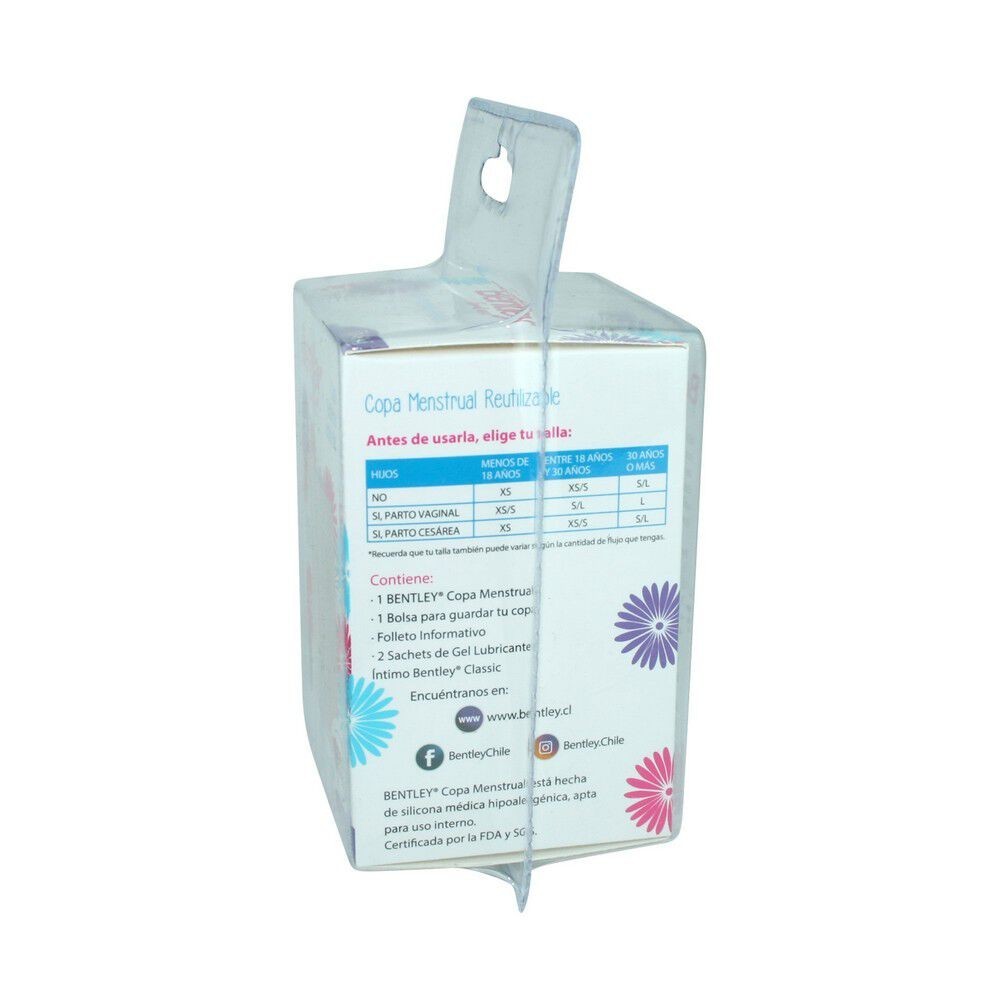 Bentley
Copa Menstrual Reutilizable
Antes de usarla, elige tu talla:
HIJOS MENOS DE 18 AÑOS ENTRE 18 AÑOS Y 30 AÑOS 30 AÑOS O MÁS
NO XS XS/S S/L
SI, PARTO VAGINAL XS/S S/L L
SI, PARTO CESÁREA XS XS/S S/L
*Recuerda que tu talla también puede variar según la cantidad de flujo que tengas.
Contiene:
· 1 BENTLEY® Copa Menstrual
· 1 Bolsa para guardar tu copa
· Folleto Informativo
· 2 Sachets de Gel Lubricante
Íntimo Bentley® Classic
Encuéntranos en:
www www.bentley.cl
f BentleyChile Bentley.Chile
BENTLEY® Copa Menstrual está hecha
de silicona médica hipoalergénica, apta
para uso interno.
Certificada por la FDA y SGS.